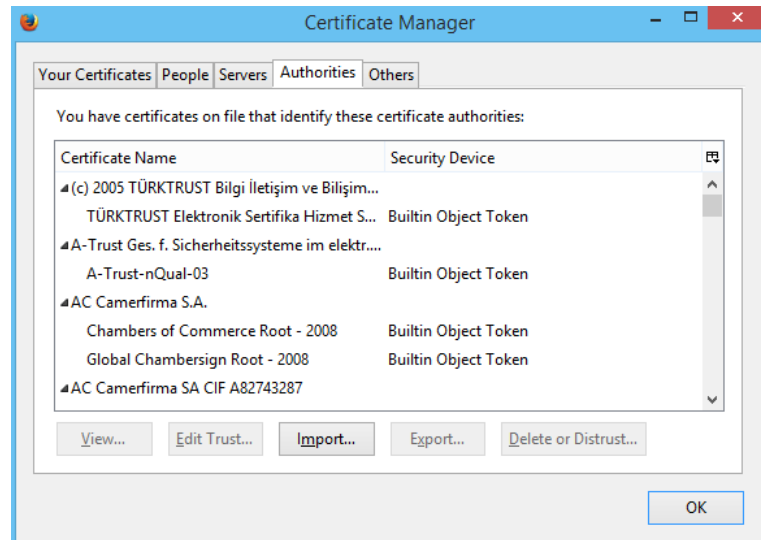 Certificate Manager
Your Certificates People Servers Authorities Others
You have certificates on file that identify these certificate authorities:
Certificate Name Security Device
(c) 2005 TÜRKTRUST Bilgi İletişim ve Bilişim...
TÜRKTRUST Elektronik Sertifika Hizmet S... Builtin Object Token
A-Trust Ges. f. Sicherheitssysteme im elektr....
A-Trust-nQual-03 Builtin Object Token
AC Camerfirma S.A.
Chambers of Commerce Root - 2008 Builtin Object Token
Global Chambersign Root - 2008 Builtin Object Token
AC Camerfirma SA CIF A82743287
View... Edit Trust... Import... Export... Delete or Distrust...
OK